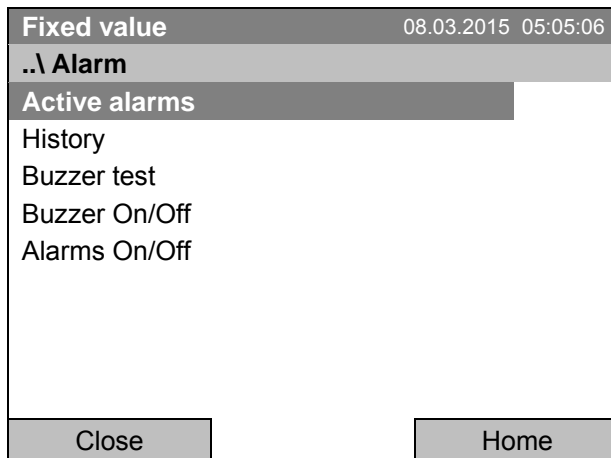 Fixed value 08.03.2015 05:05:06
..\ Alarm
Active alarms
History
Buzzer test
Buzzer On/Off
Alarms On/Off
Close Home